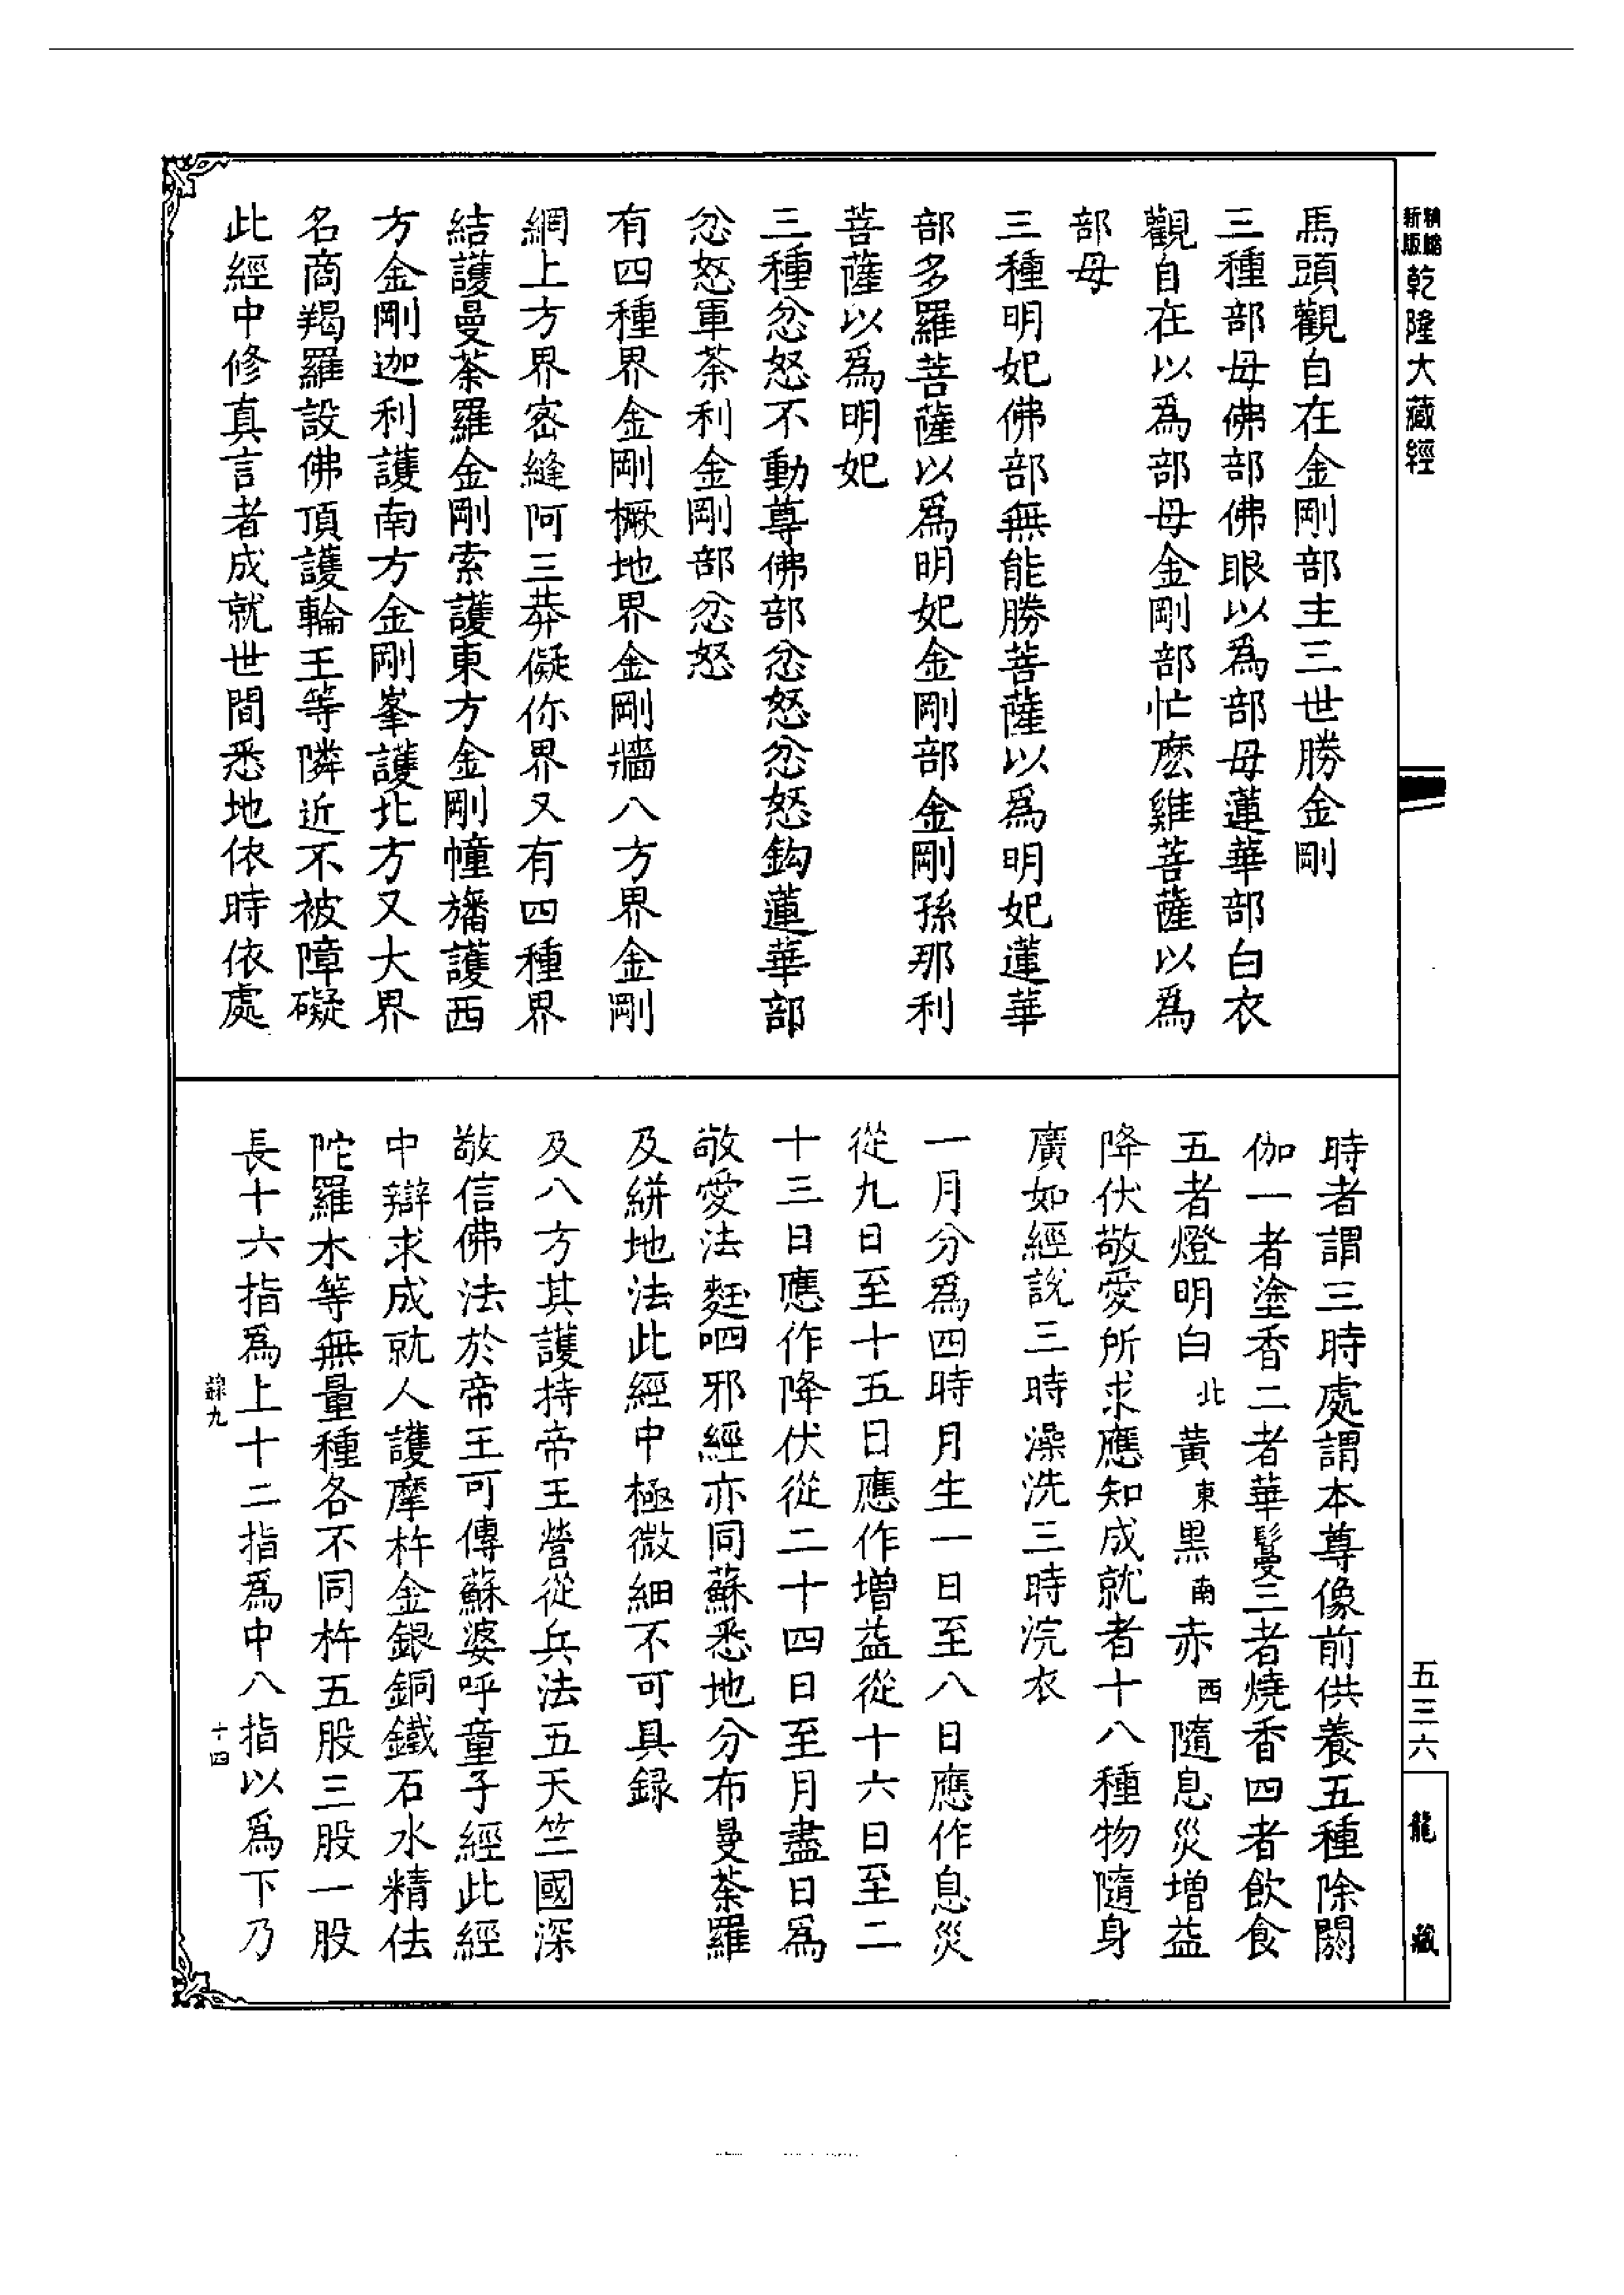 精縮
新版
乾隆大藏經
馬頭觀自在金剛部主三世勝金剛
三種部母佛部佛眼以為部母蓮華部白衣
觀自在以為部母金剛部忙麽雞菩薩以為
部母
三種明妃佛部無能勝菩薩以爲明妃蓮華
部多羅菩薩以爲明妃金剛部金剛孫那利
菩薩以爲明妃
三種忿怒不動尊佛部忿怒忿怒鈎蓮華部
忿怒軍荼利金剛部忿怒
有四種界金剛橛地界金剛牆八方界金剛
網上方界密縫阿三莽儗你界又有四種界
結護曼荼羅金剛索護東方金剛幢旛護西
方金剛迦利護南方金剛峯護北方又大界
名商羯羅設佛頂護輪王等隣近不被障礙
此經中修真言者成就世間悉地依時依處
時者謂三時處謂本尊像前供養五種除閼
伽一者塗香二者華鬘三者燒香四者飲食
五者燈明白北黃東黑南赤西隨息災增益
降伏敬愛所求應知成就者十八種物隨身
廣如經說三時澡洗三時浣衣
一月分爲四時月生一日至八日應作息災
從九日至十五日應作增益從十六日至二
十三日應作降伏從二十四日至月盡日爲
敬愛法麩呬邪經亦同蘇悉地分布曼荼羅
及絣地法此經中極微細不可具録
及八方其護持帝王營從兵法五天竺國深
敬信佛法於帝王可傳蘇婆呼童子經此經
中辯求成就人護摩杵金銀銅鐵石水精佉
陀羅木等無量種各不同杵五股三股一股
長十六指爲上十二指爲中八指以爲下乃
九
十四
五三六
龍藏